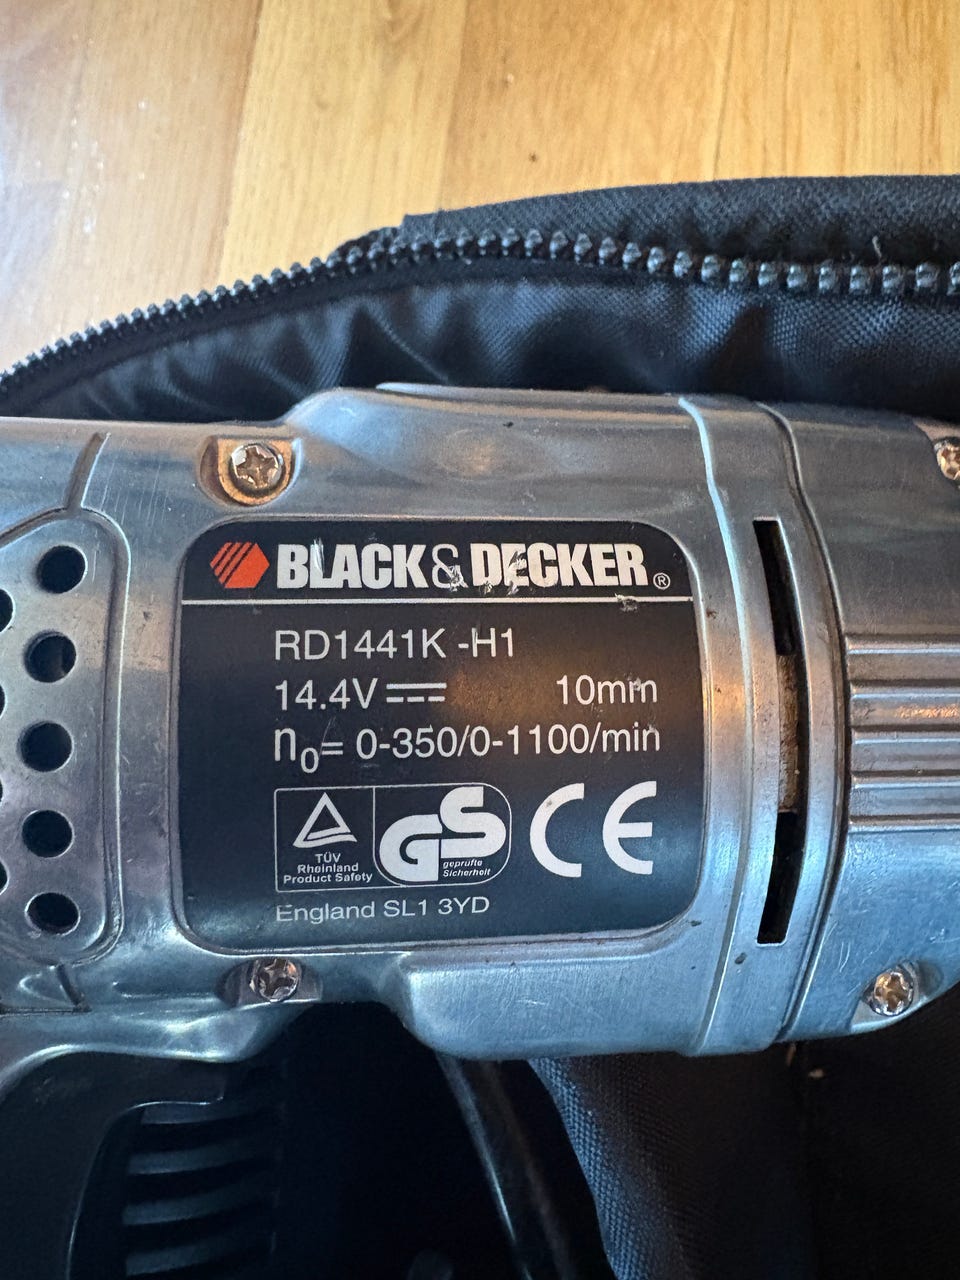 BLACK&DECKER®
RD1441K -H1
14.4V 10mm
n₀= 0-350/0-1100/min
TÜV
Rheinland
Product Safety
GS
geprüfte
Sicherheit
CE
England SL1 3YD